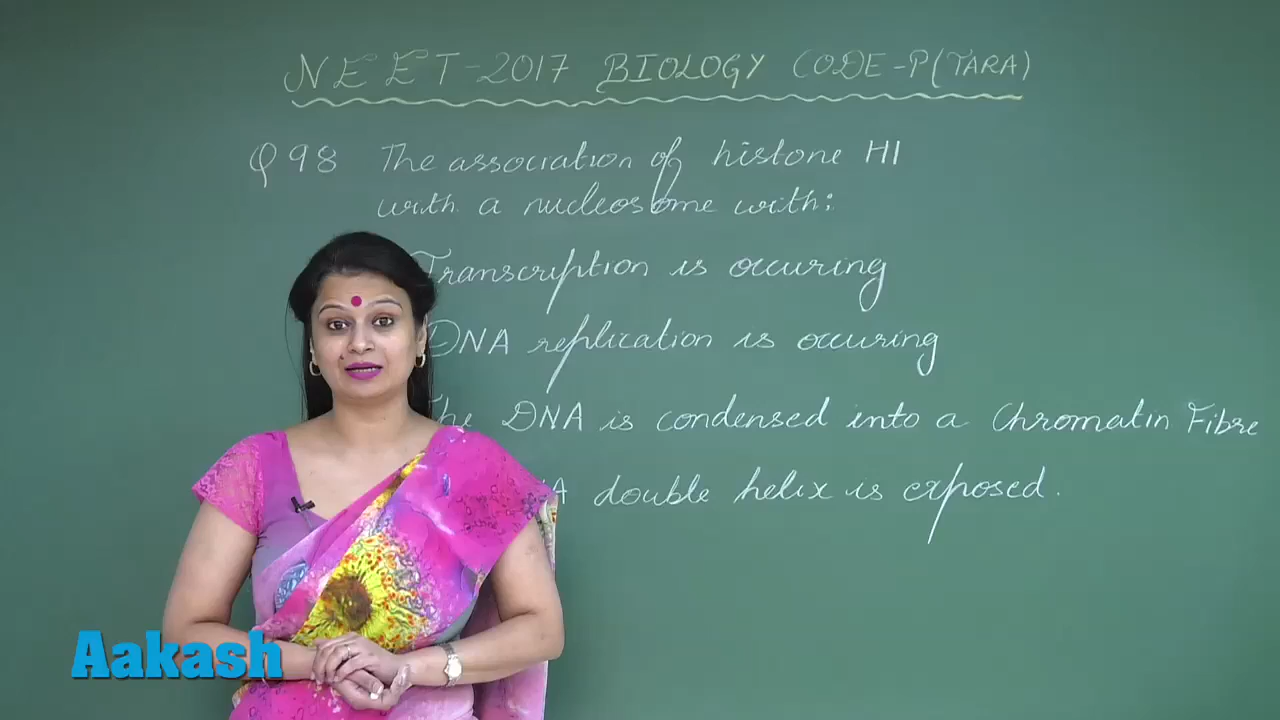 NEET-2017 BIOLOGY CODE-P(TARA)
Q98 The association of histone H1
with a nucleosome with:
Transcription is occuring
DNA replication is occuring
The DNA is condensed into a Chromatin Fibre
double helix is exposed.
Aakash